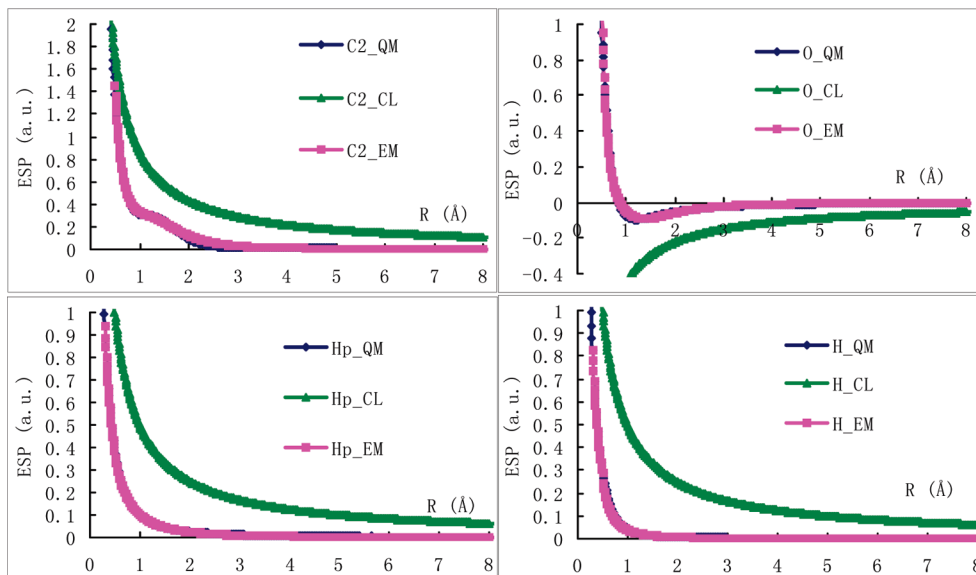 2
1.8
1.6
1.4
1.2
1
0.8
0.6
0.4
0.2
0
ESP (a.u.)
C2_QM
C2_CL
C2_EM
R (Å)
0 1 2 3 4 5 6 7 8
1
0.8
0.6
0.4
0.2
0
-0.2
-0.4
ESP (a.u.)
O_QM
O_CL
O_EM
R (Å)
0 1 2 3 4 5 6 7 8
1
0.9
0.8
0.7
0.6
0.5
0.4
0.3
0.2
0.1
0
ESP (a.u.)
Hp_QM
Hp_CL
Hp_EM
R (Å)
0 1 2 3 4 5 6 7 8
1
0.9
0.8
0.7
0.6
0.5
0.4
0.3
0.2
0.1
0
ESP (a.u.)
H_QM
H_CL
H_EM
R (Å)
0 1 2 3 4 5 6 7 8